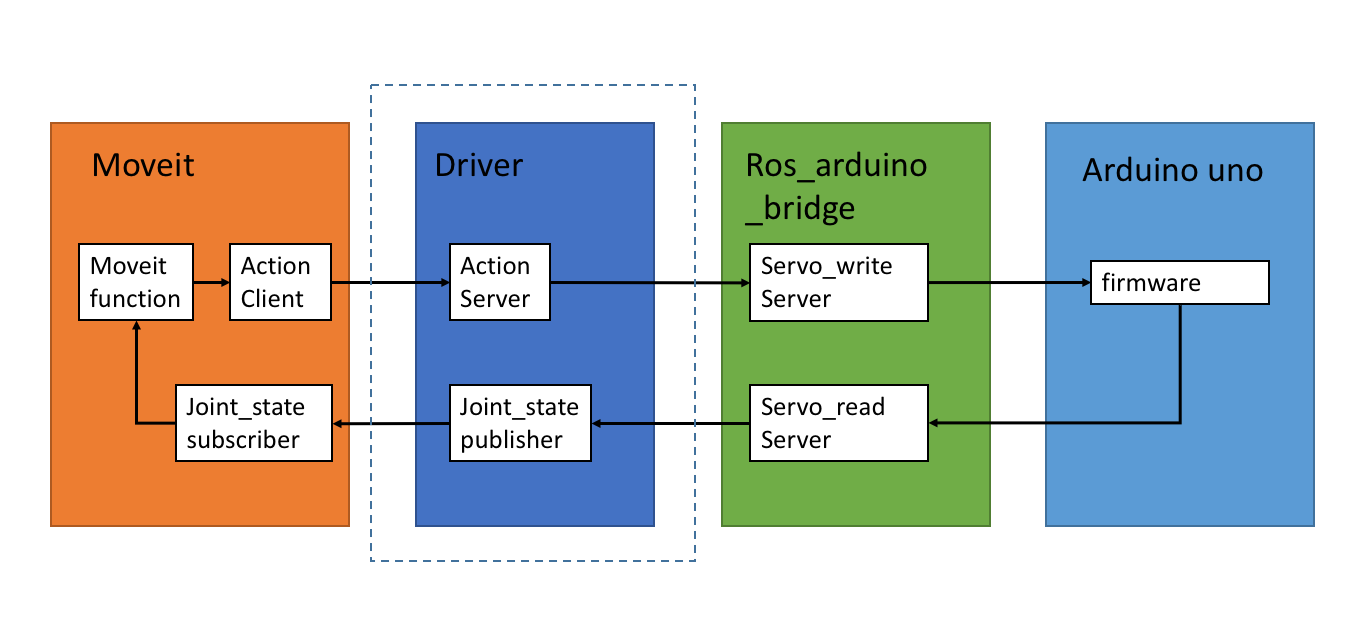 Moveit
Moveit
function
Action
Client
Joint_state
subscriber
Driver
Action
Server
Joint_state
publisher
Ros_arduino
_bridge
Servo_write
Server
Servo_read
Server
Arduino uno
firmware